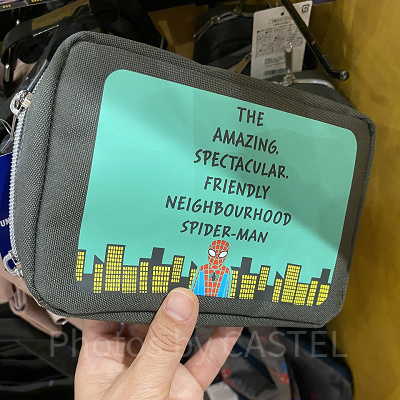 THE
AMAZING.
SPECTACULAR.
FRIENDLY
NEIGHBOURHOOD
SPIDER-MAN
Photo by CASTEL